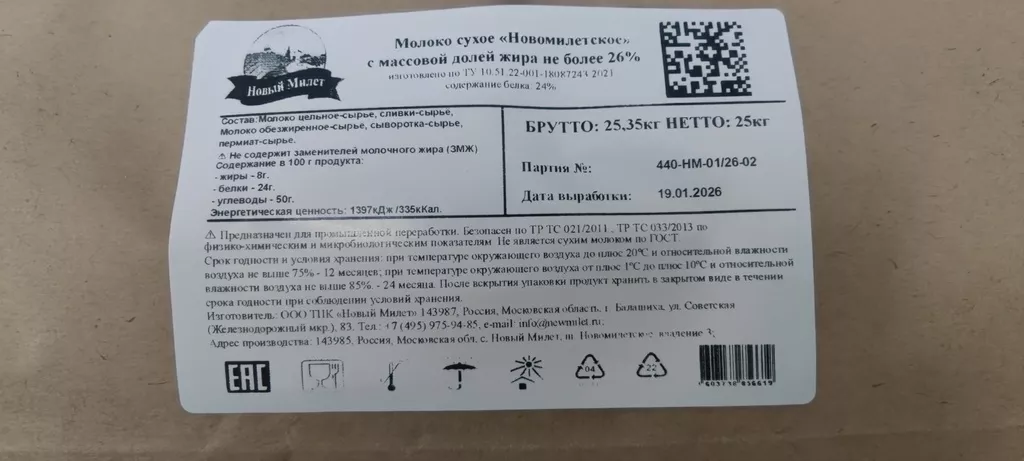 Новый Милет
Молоко сухое «Новомилетское»
с массовой долей жира не более 26%
изготовлено по ТУ 10.51.22-001-18087243-2021
содержание белка 24%
Состав:Молоко цельное-сырье, сливки-сырье,
Молоко обезжиренное-сырье, сыворотка-сырье,
пермиат-сырье.
⚠ Не содержит заменителей молочного жира (ЗМЖ)
Содержание в 100 г продукта:
- жиры - 8г.
- белки - 24г.
- углеводы - 50г.
Энергетическая ценность: 1397кДж /335кКал.
БРУТТО: 25,35кг НЕТТО: 25кг
Партия №: 440-НМ-01/26-02
Дата выработки: 19.01.2026
⚠ Предназначен для промышленной переработки. Безопасен по ТР ТС 021/2011, ТР ТС 033/2013 по
физико-химическим и микробиологическим показателям. Не является сухим молоком по ГОСТ.
Срок годности и условия хранения: при температуре окружающего воздуха до плюс 20°С и относительной влажности
воздуха не выше 75% - 12 месяцев; при температуре окружающего воздуха от плюс 1°С до плюс 10°С и относительной
влажности воздуха не выше 85%. - 24 месяца. После вскрытия упаковки продукт хранить в закрытом виде в течении
срока годности при соблюдении условий хранения.
Изготовитель: ООО ТПК «Новый Милет» 143987, Россия, Московская область, г. Балашиха, ул. Советская
(Железнодорожный мкр.), 83. Тел.: +7 (495) 975-94-85, e-mail: info@newmilet.ru.
Адрес производства: 143985, Россия, Московская обл, с. Новый Милет, ш. Новомилетское, владение 3
EAC
04
22